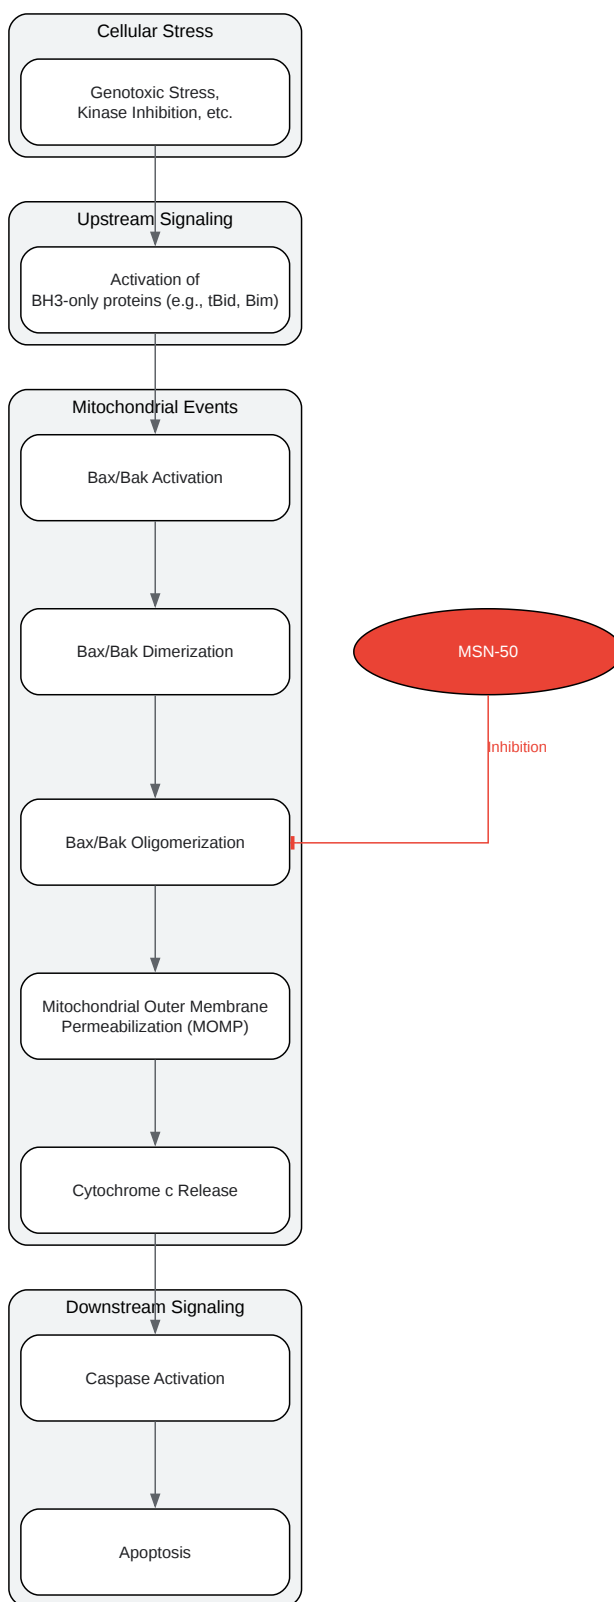 Cellular Stress
Genotoxic Stress,
Kinase Inhibition, etc.
Upstream Signaling
Activation of
BH3-only proteins (e.g., tBid, Bim)
Mitochondrial Events
Bax/Bak Activation
Bax/Bak Dimerization
MSN-50
Inhibition
Bax/Bak Oligomerization
Mitochondrial Outer Membrane
Permeabilization (MOMP)
Cytochrome c Release
Downstream Signaling
Caspase Activation
Apoptosis